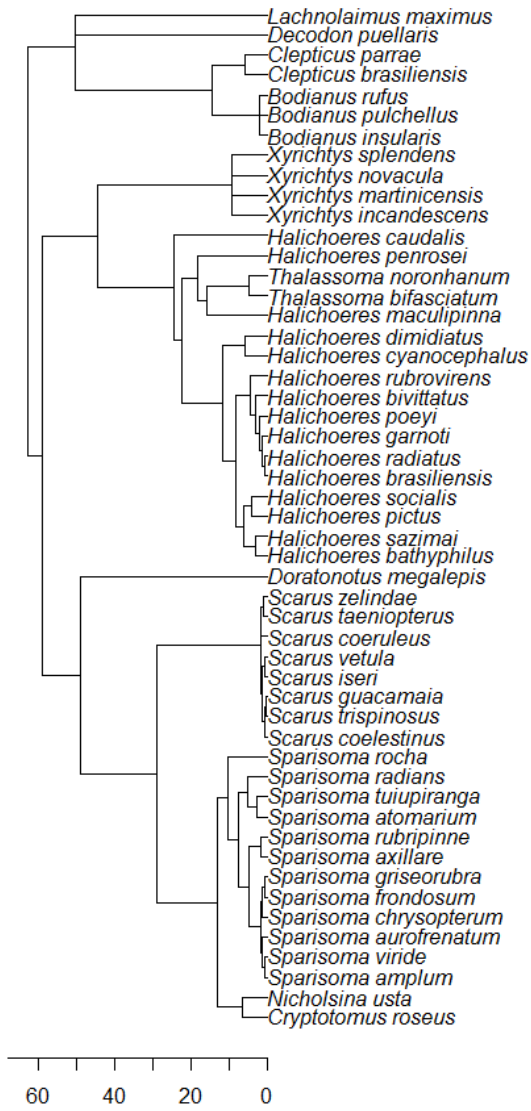 Lachnolaimus maximus
Decodon puellaris
Clepticus parrae
Clepticus brasiliensis
Bodianus rufus
Bodianus pulchellus
Bodianus insularis
Xyrichtys splendens
Xyrichtys novacula
Xyrichtys martinicensis
Xyrichtys incandescens
Halichoeres caudalis
Halichoeres penrosei
Thalassoma noronhanum
Thalassoma bifasciatum
Halichoeres maculipinna
Halichoeres dimidiatus
Halichoeres cyanocephalus
Halichoeres rubrovirens
Halichoeres bivittatus
Halichoeres poeyi
Halichoeres garnoti
Halichoeres radiatus
Halichoeres brasiliensis
Halichoeres socialis
Halichoeres pictus
Halichoeres sazimai
Halichoeres bathyphilus
Doratonotus megalepis
Scarus zelindae
Scarus taeniopterus
Scarus coeruleus
Scarus vetula
Scarus iseri
Scarus guacamaia
Scarus trispinosus
Scarus coelestinus
Sparisoma rocha
Sparisoma radians
Sparisoma tuiupiranga
Sparisoma atomarium
Sparisoma rubripinne
Sparisoma axillare
Sparisoma griseorubra
Sparisoma frondosum
Sparisoma chrysopterum
Sparisoma aurofrenatum
Sparisoma viride
Sparisoma amplum
Nicholsina usta
Cryptotomus roseus
60 40 20 0